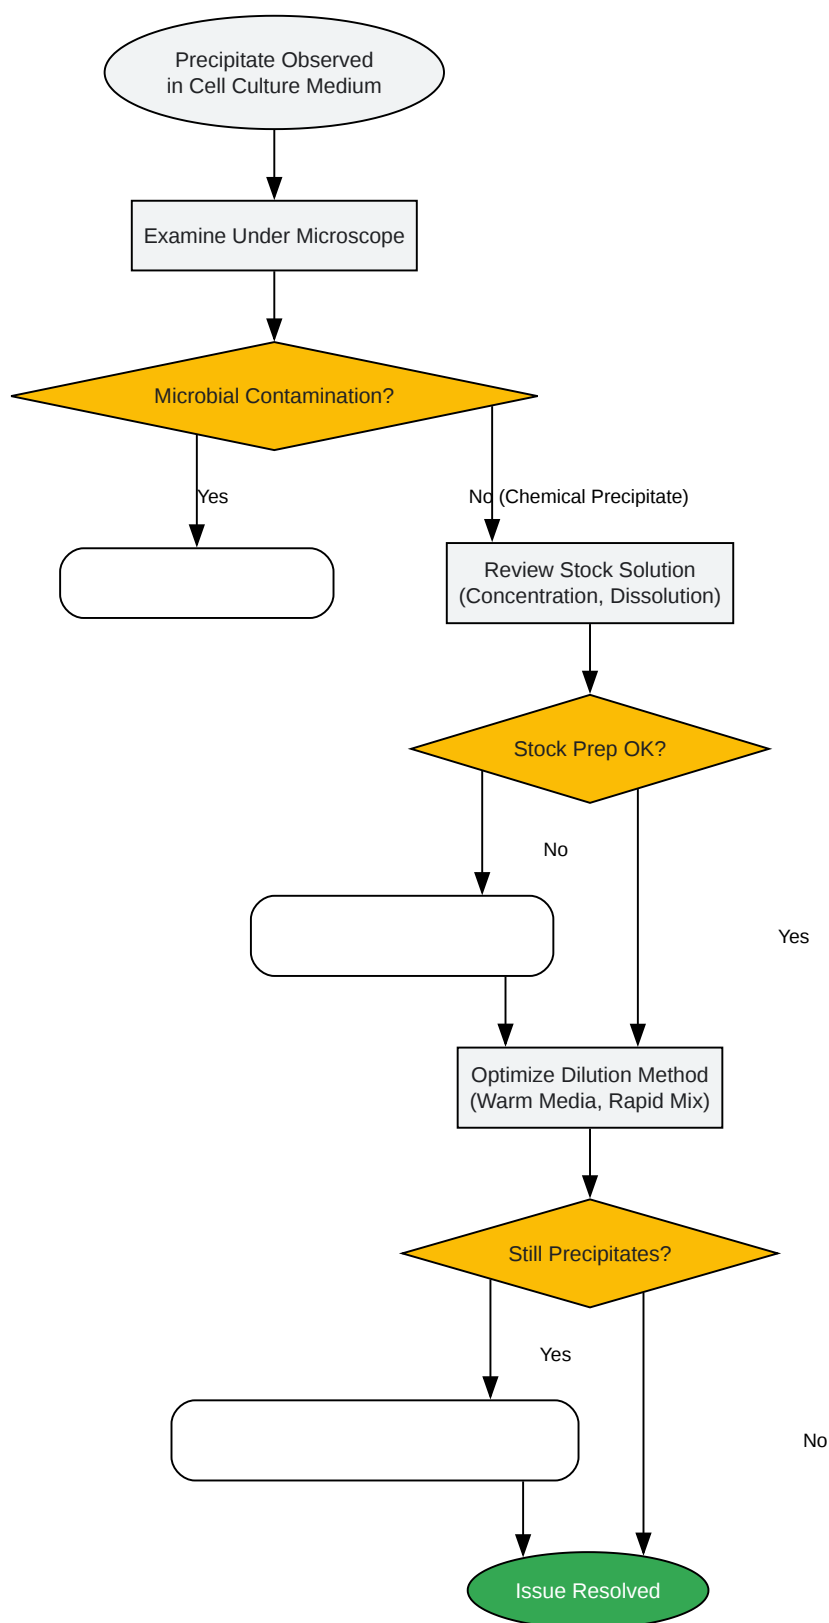 Precipitate Observed
in Cell Culture Medium
Examine Under Microscope
Microbial Contamination?
Yes
No (Chemical Precipitate)
Review Stock Solution
(Concentration, Dissolution)
Stock Prep OK?
No
Yes
Optimize Dilution Method
(Warm Media, Rapid Mix)
Still Precipitates?
Yes
No
Issue Resolved